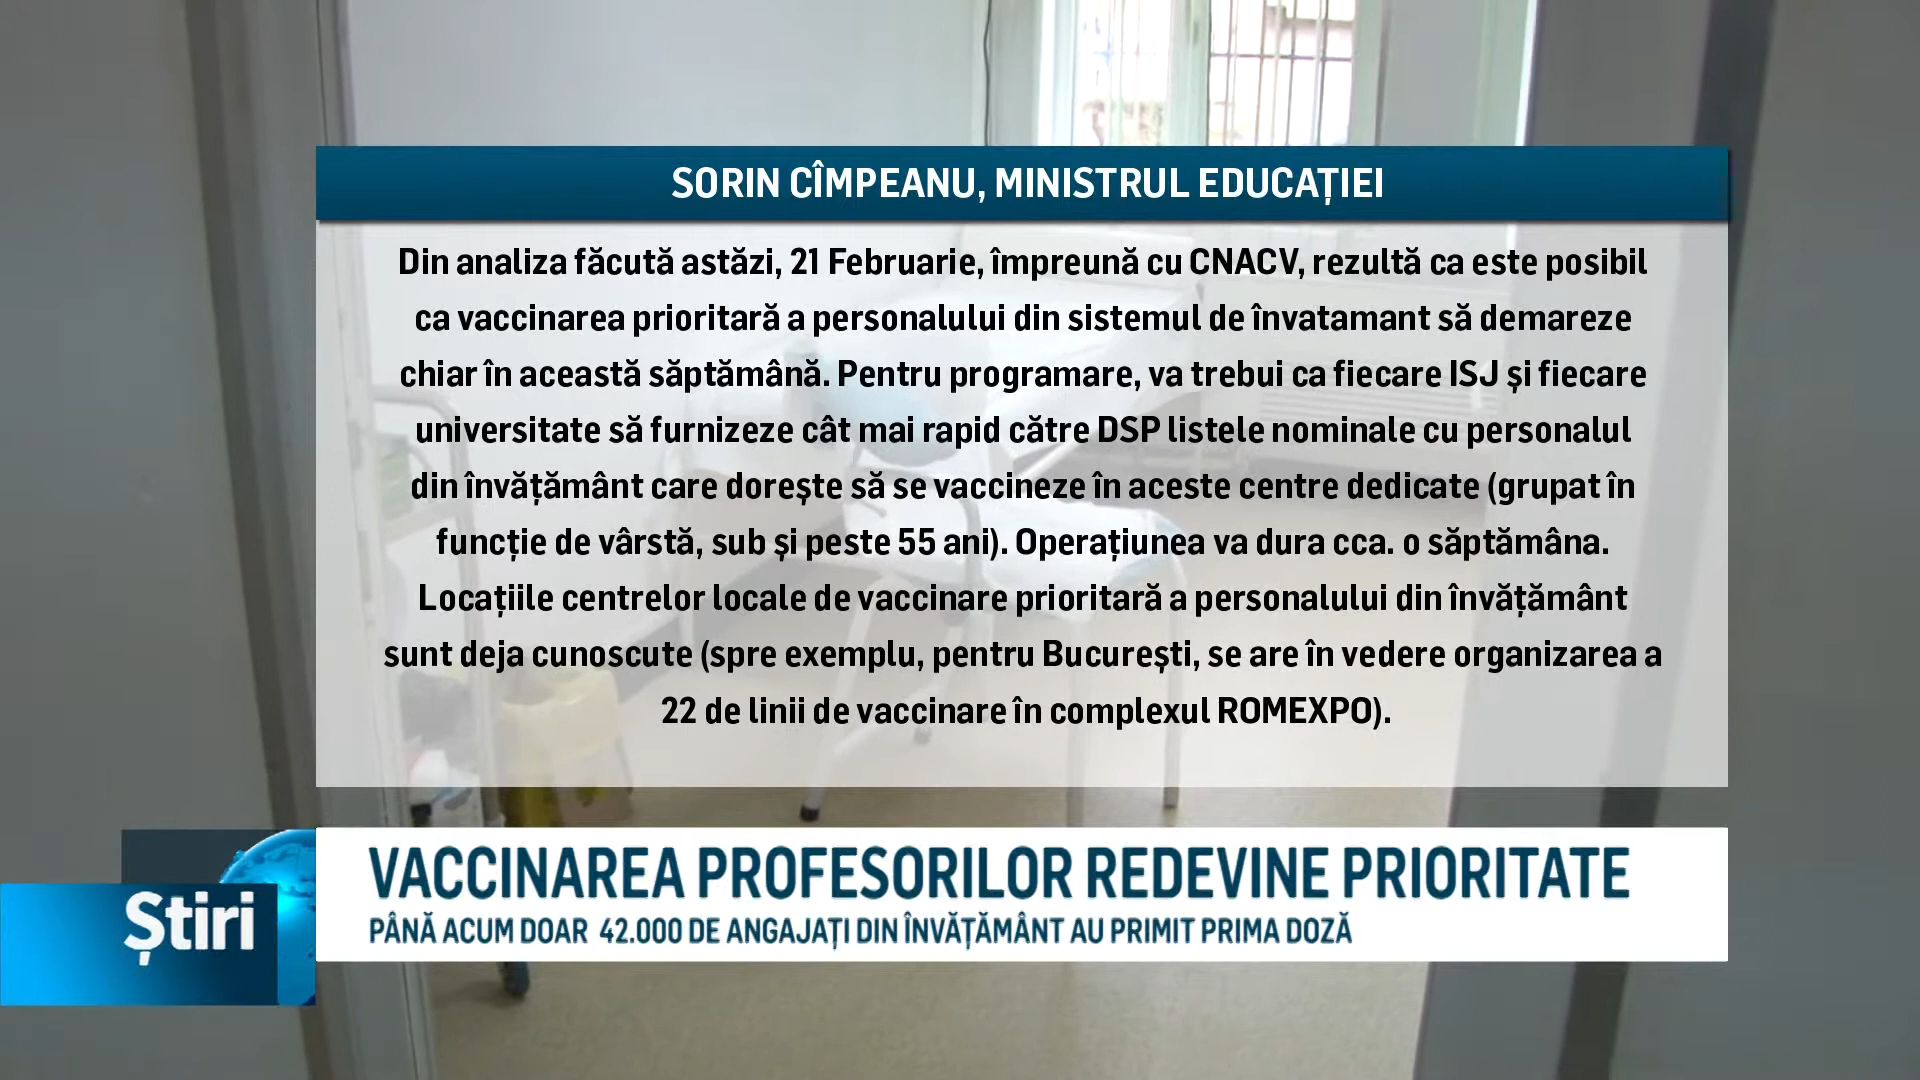 SORIN CÎMPEANU, MINISTRUL EDUCAȚIEI
Din analiza făcută astăzi, 21 Februarie, împreună cu CNACV, rezultă ca este posibil
ca vaccinarea prioritară a personalului din sistemul de învatamant să demareze
chiar în această săptămână. Pentru programare, va trebui ca fiecare ISJ și fiecare
universitate să furnizeze cât mai rapid către DSP listele nominale cu personalul
din învățământ care dorește să se vaccineze în aceste centre dedicate (grupat în
funcție de vârstă, sub și peste 55 ani). Operațiunea va dura cca. o săptămâna.
Locațiile centrelor locale de vaccinare prioritară a personalului din învățământ
sunt deja cunoscute (spre exemplu, pentru București, se are în vedere organizarea a
22 de linii de vaccinare în complexul ROMEXPO).
VACCINAREA PROFESORILOR REDEVINE PRIORITATE
PÂNĂ ACUM DOAR 42.000 DE ANGAJAȚI DIN ÎNVĂȚĂMÂNT AU PRIMIT PRIMA DOZĂ
Știri